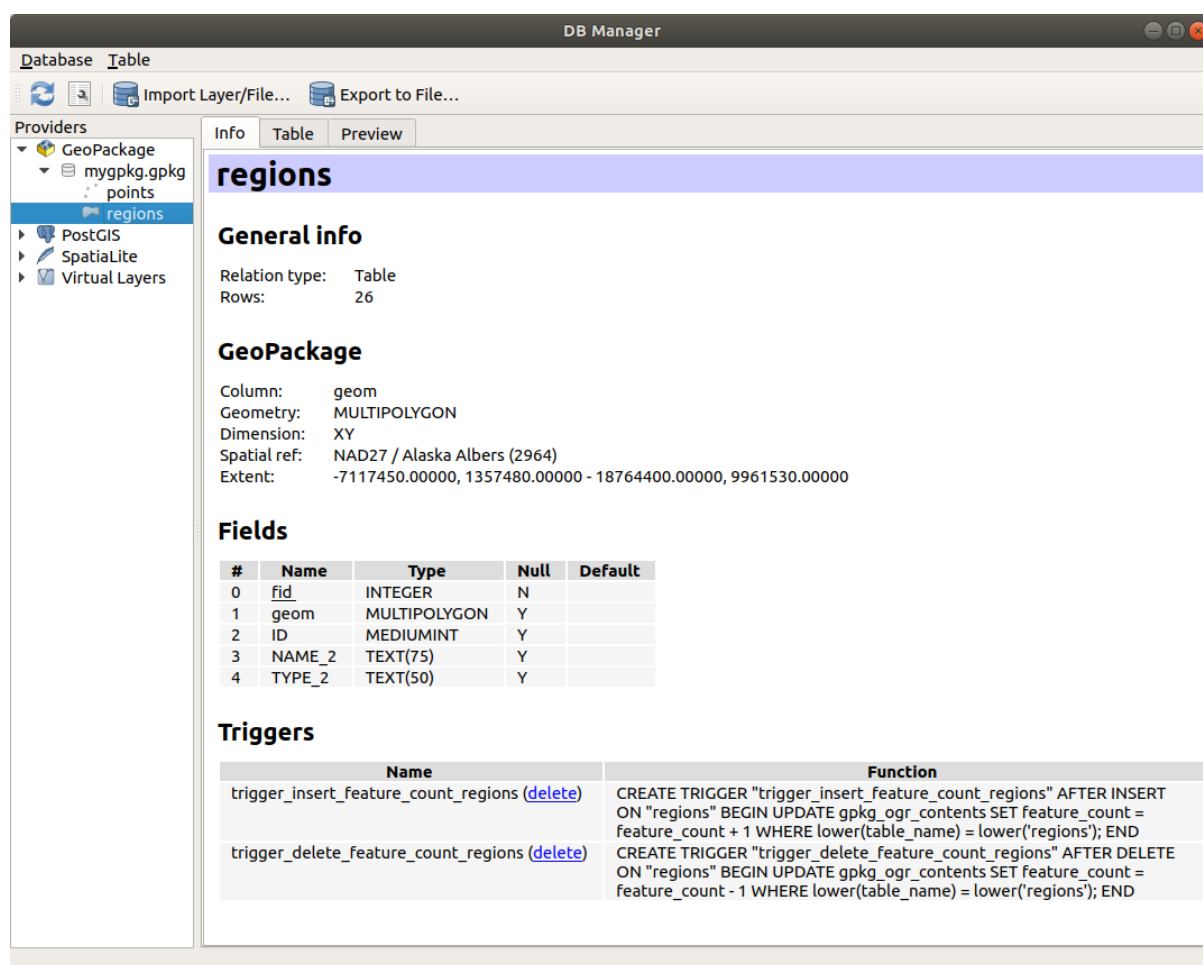 DB Manager
Database Table
Import Layer/File... Export to File...
Providers
GeoPackage
mygpkg.gpkg
points
regions
PostGIS
SpatiaLite
Virtual Layers
Info Table Preview
regions
General info
Relation type: Table
Rows: 26
GeoPackage
Column: geom
Geometry: MULTIPOLYGON
Dimension: XY
Spatial ref: NAD27 / Alaska Albers (2964)
Extent: -7117450.00000, 1357480.00000 - 18764400.00000, 9961530.00000
Fields
# Name Type Null Default
0 fid INTEGER N
1 geom MULTIPOLYGON Y
2 ID MEDIUMINT Y
3 NAME_2 TEXT(75) Y
4 TYPE_2 TEXT(50) Y
Triggers
Name Function
trigger_insert_feature_count_regions (delete) CREATE TRIGGER "trigger_insert_feature_count_regions" AFTER INSERT
ON "regions" BEGIN UPDATE gpkg_ogr_contents SET feature_count =
feature_count + 1 WHERE lower(table_name) = lower('regions'); END
trigger_delete_feature_count_regions (delete) CREATE TRIGGER "trigger_delete_feature_count_regions" AFTER DELETE
ON "regions" BEGIN UPDATE gpkg_ogr_contents SET feature_count =
feature_count - 1 WHERE lower(table_name) = lower('regions'); END